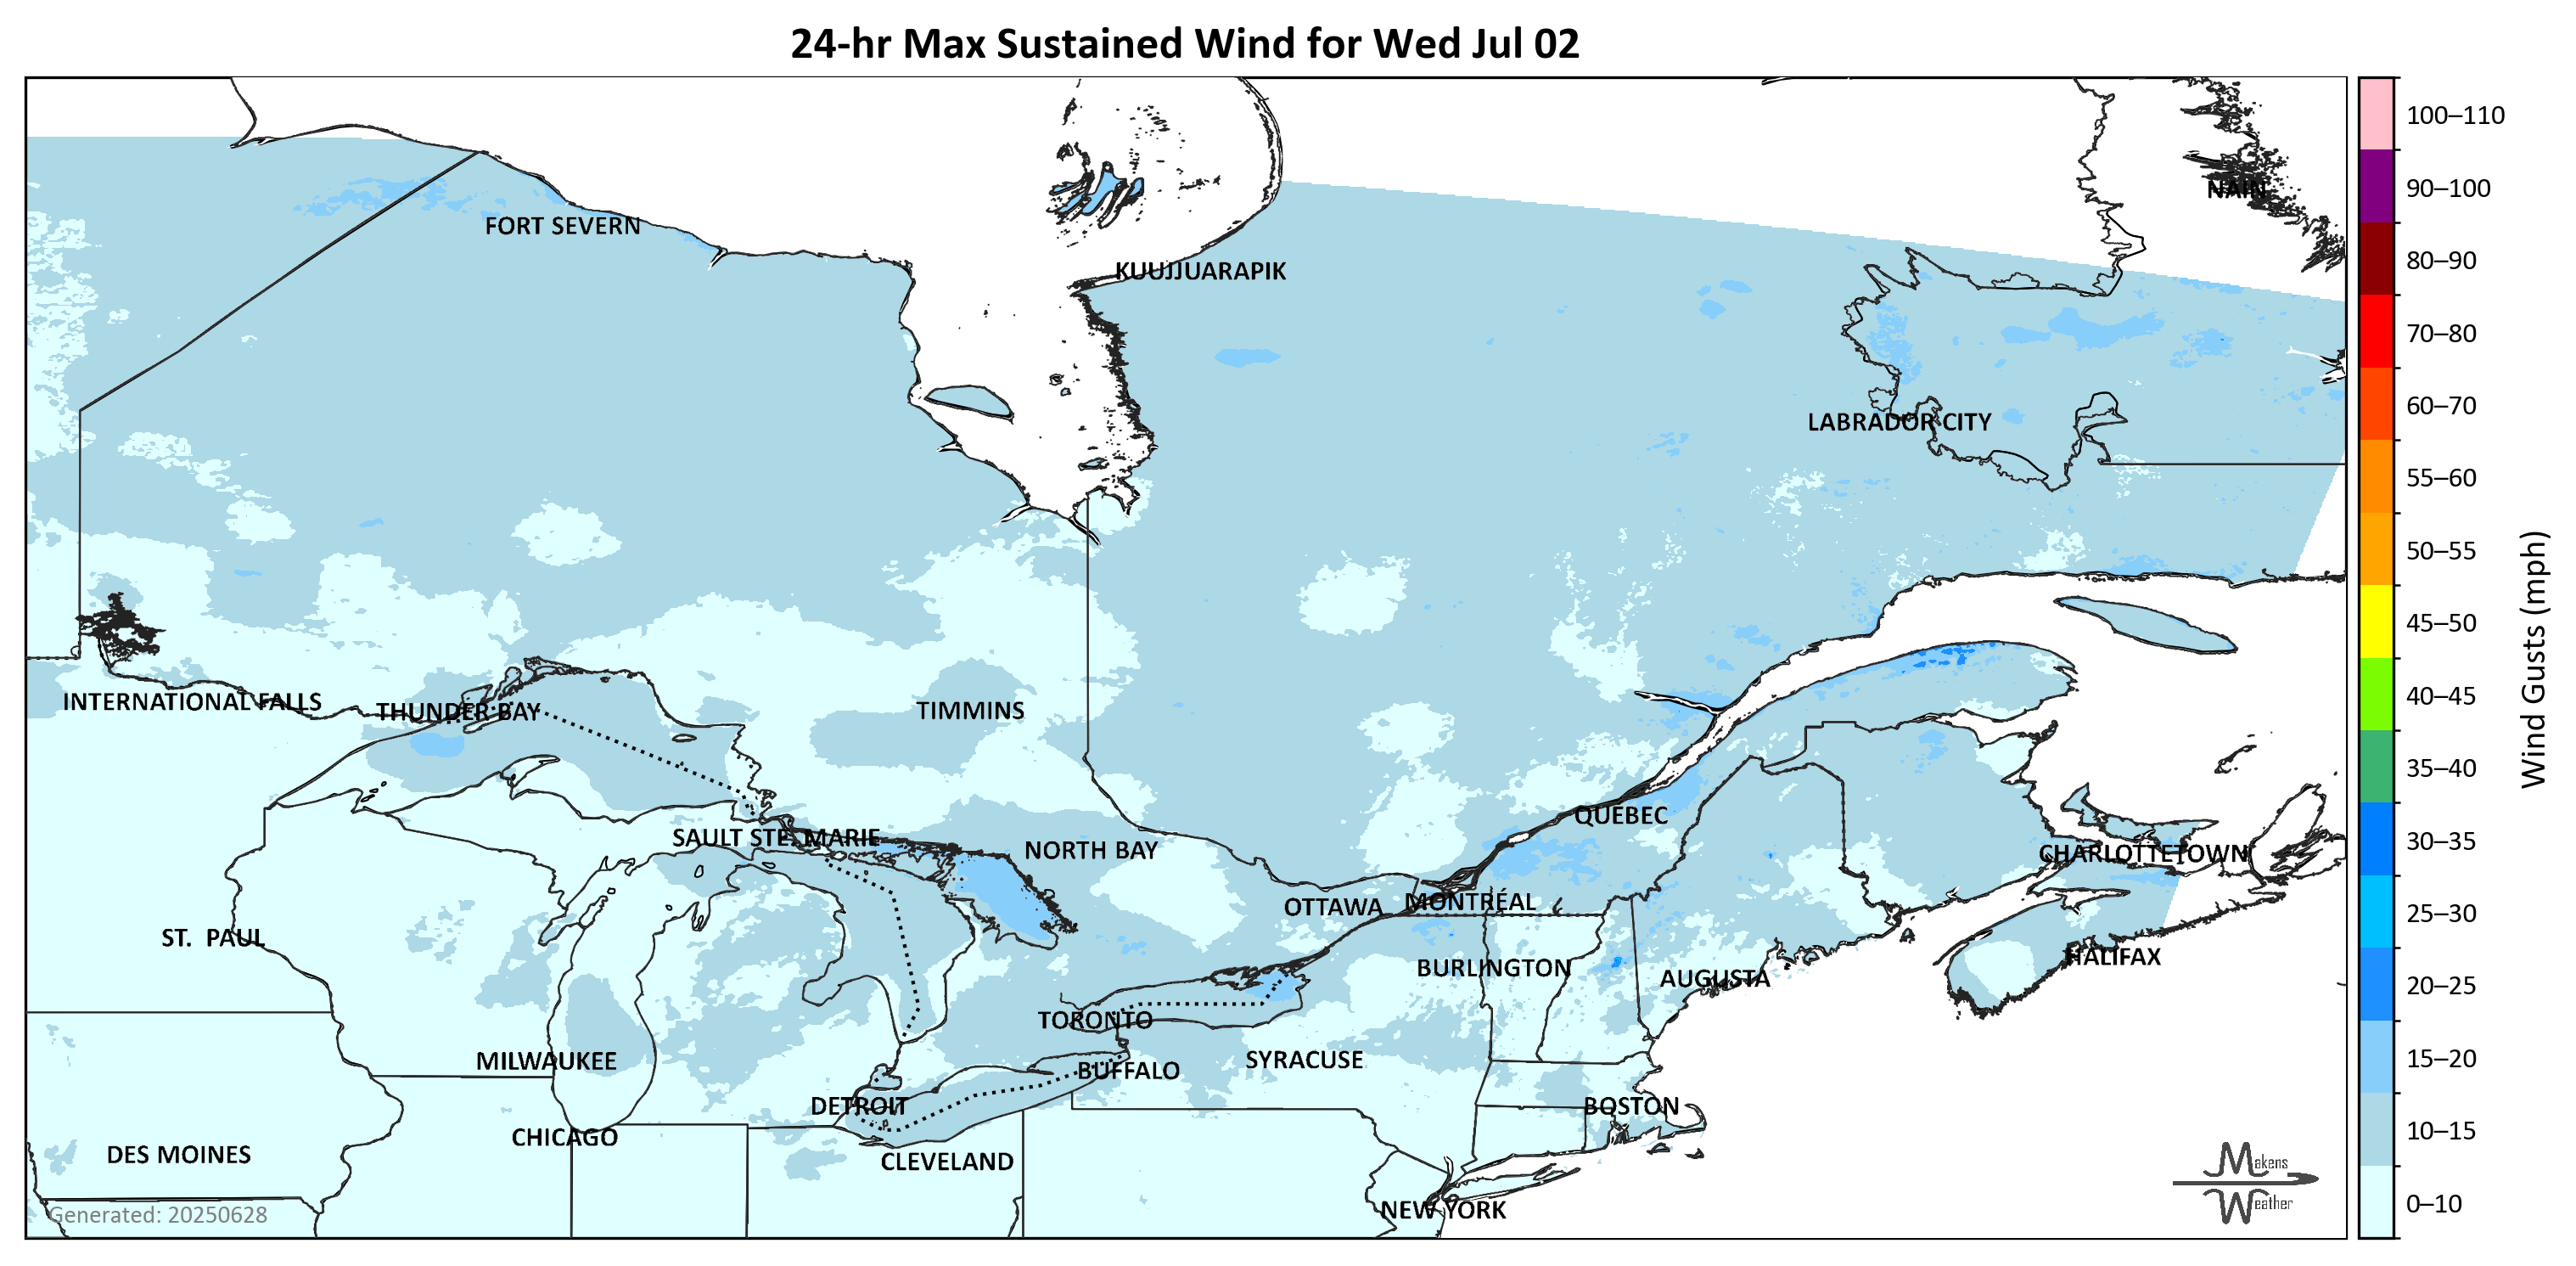 24-hr Max Sustained Wind for Wed Jul 02
100–110
90–100
80–90
70–80
60–70
55–60
50–55
45–50
40–45
35–40
30–35
25–30
20–25
15–20
10–15
0–10
Wind Gusts (mph)
NAIN
FORT SEVERN
KUUJJUARAPIK
LABRADOR CITY
INTERNATIONAL FALLS
THUNDER BAY
TIMMINS
QUÉBEC
SAULT STE. MARIE
NORTH BAY
CHARLOTTETOWN
OTTAWA
MONTRÉAL
ST. PAUL
BURLINGTON
AUGUSTA
HALIFAX
TORONTO
MILWAUKEE
BUFFALO
SYRACUSE
DETROIT
BOSTON
CHICAGO
DES MOINES
CLEVELAND
NEW YORK
Makens
Weather
Generated: 20250628